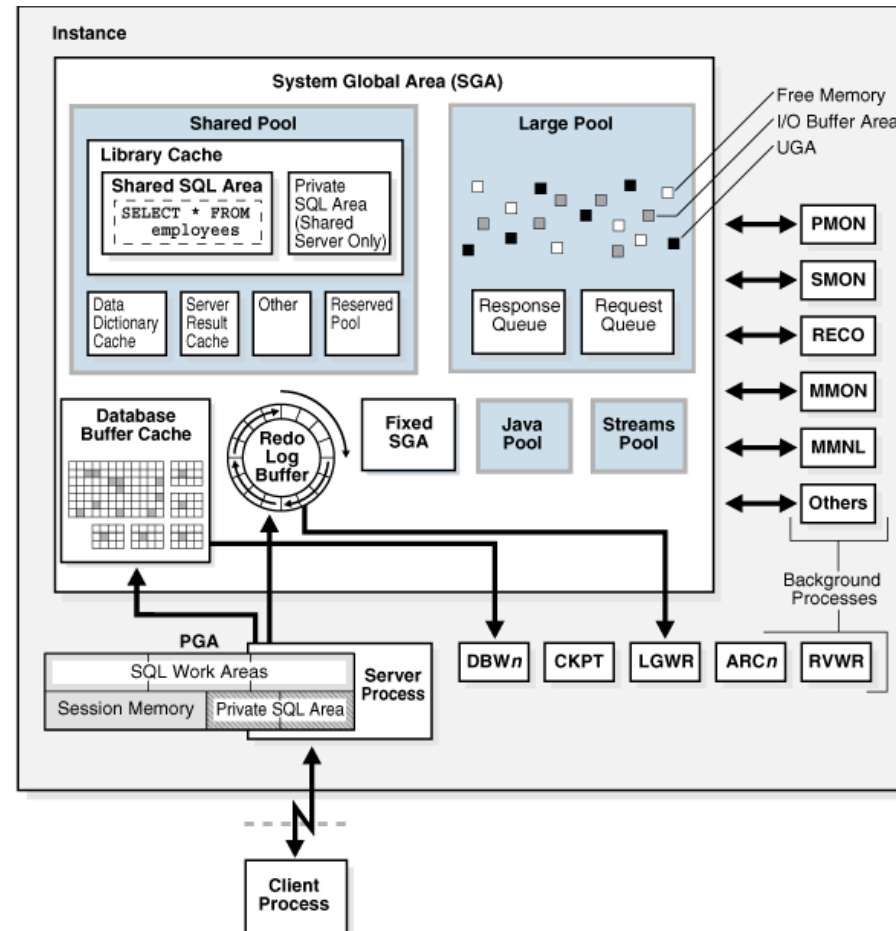 Instance
System Global Area (SGA)
Shared Pool
Library Cache
Shared SQL Area
SELECT * FROM
employees
Private
SQL Area
(Shared
Server Only)
Data
Dictionary
Cache
Server
Result
Cache
Other
Reserved
Pool
Large Pool
Response
Queue
Request
Queue
Free Memory
I/O Buffer Area
UGA
Database
Buffer Cache
Redo
Log
Buffer
Fixed
SGA
Java
Pool
Streams
Pool
PMON
SMON
RECO
MMON
MMNL
Others
Background
Processes
PGA
SQL Work Areas
Session Memory
Private SQL Area
Server
Process
DBWn
CKPT
LGWR
ARCn
RVWR
Client
Process